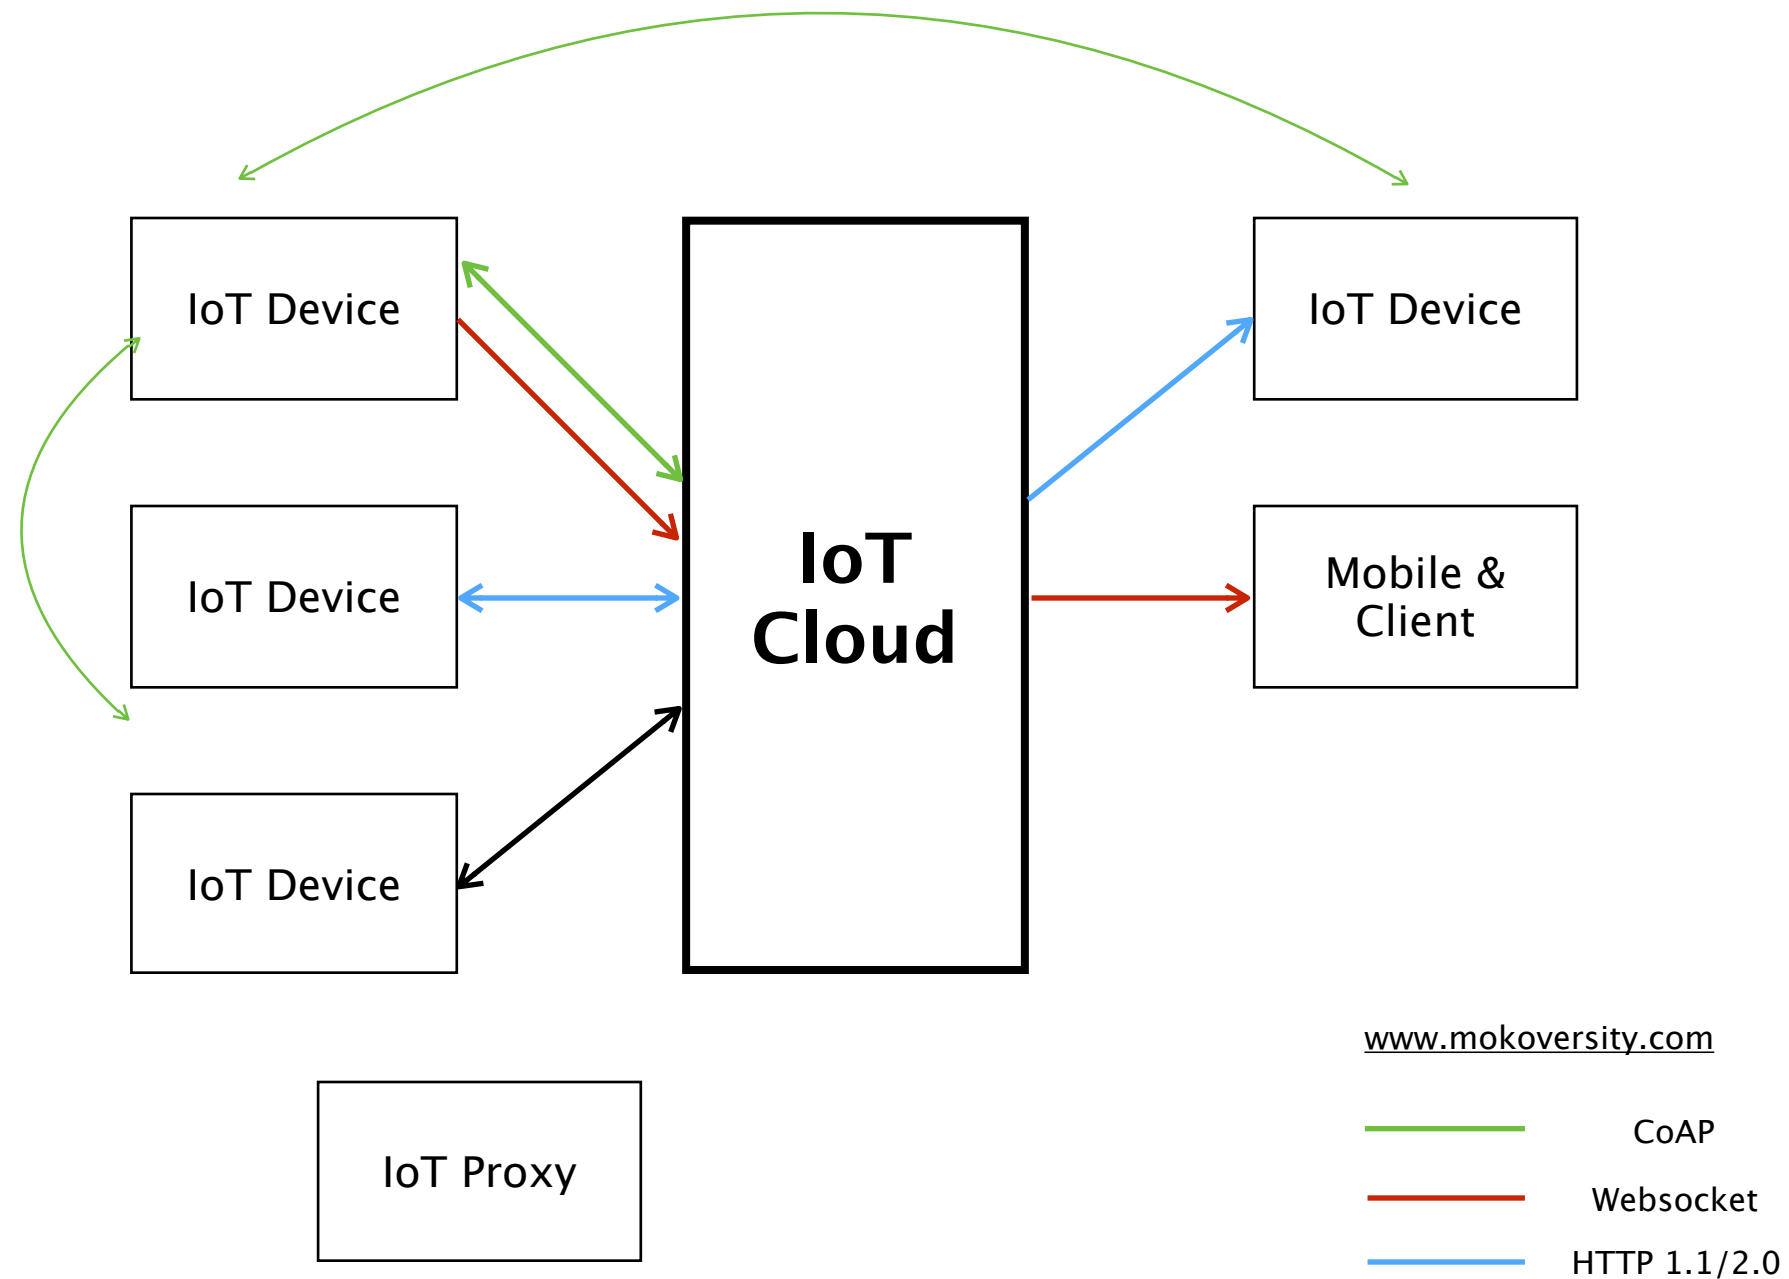 IoT Device
IoT Device
IoT Device
IoT
Cloud
IoT Device
Mobile &
Client
IoT Proxy
www.mokoversity.com
CoAP
Websocket
HTTP 1.1/2.0